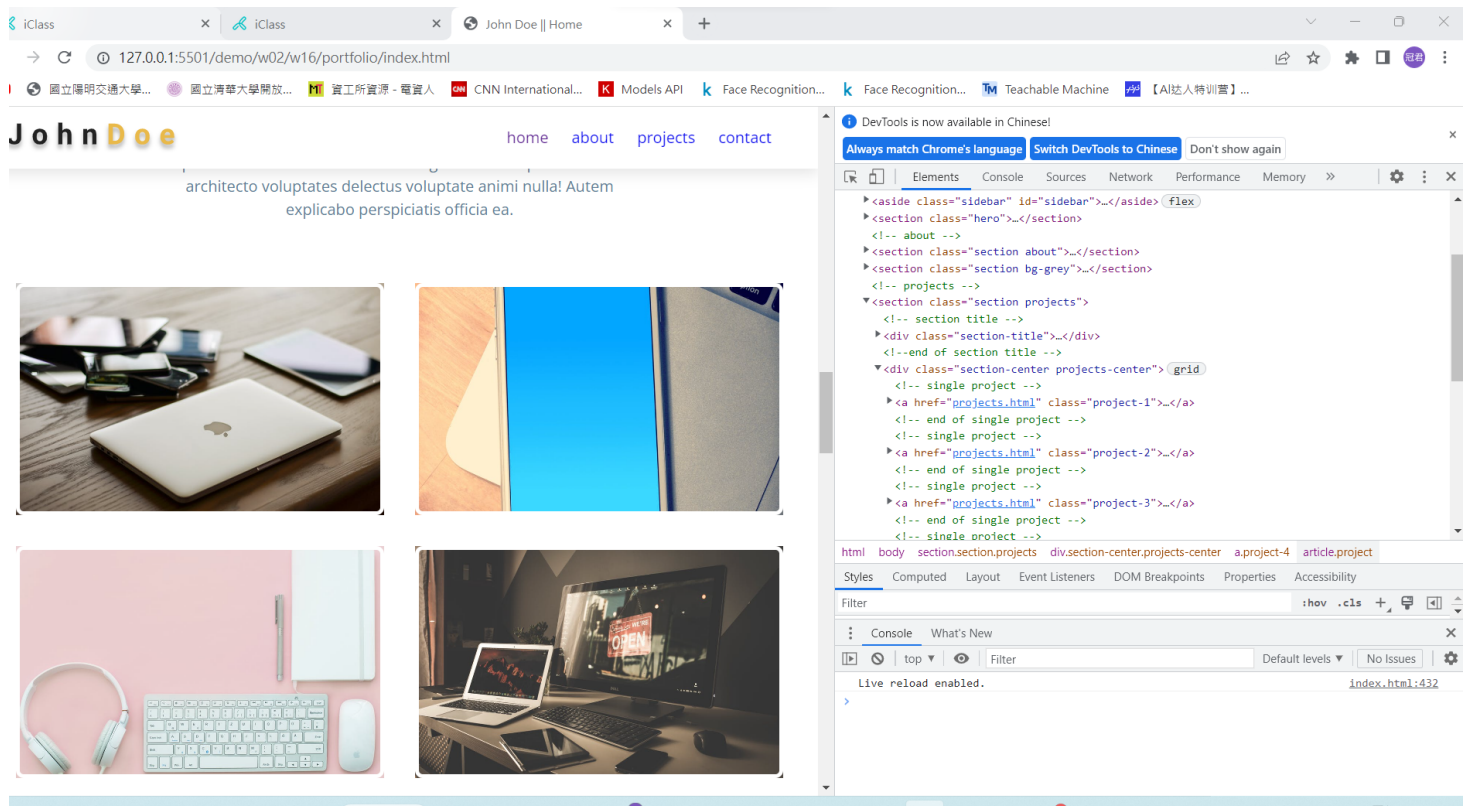 iClass
iClass
John Doe || Home
127.0.0.1:5501/demo/w02/w16/portfolio/index.html
冠君
國立陽明交通大學...
國立清華大學開放...
MT 資工所資源 - 電資人
CNN CNN International...
K Models API
k Face Recognition...
k Face Recognition...
TM Teachable Machine
【AI达人特训营】...
JohnDoe
home about projects contact
architecto voluptates delectus voluptate animi nulla! Autem
explicabo perspiciatis officia ea.
OPEN
DevTools is now available in Chinese!
Always match Chrome's language Switch DevTools to Chinese Don't show again
Elements Console Sources Network Performance Memory »
<aside class="sidebar" id="sidebar">…</aside> flex
<section class="hero">…</section>
<!-- about -->
<section class="section about">…</section>
<section class="section bg-grey">…</section>
<!-- projects -->
<section class="section projects">
<!-- section title -->
<div class="section-title">…</div>
<!--end of section title -->
<div class="section-center projects-center"> grid
<!-- single project -->
<a href="projects.html" class="project-1">…</a>
<!-- end of single project -->
<!-- single project -->
<a href="projects.html" class="project-2">…</a>
<!-- end of single project -->
<!-- single project -->
<a href="projects.html" class="project-3">…</a>
<!-- end of single project -->
<!-- single project -->
html body section.section.projects div.section-center.projects-center a.project-4 article.project
Styles Computed Layout Event Listeners DOM Breakpoints Properties Accessibility
Filter :hov .cls
Console What's New
top Filter Default levels No Issues
Live reload enabled. index.html:432